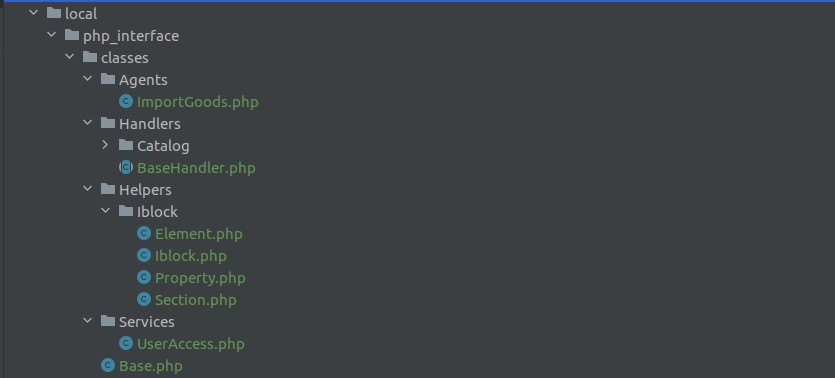 local
php_interface
classes
Agents
ImportGoods.php
Handlers
Catalog
BaseHandler.php
Helpers
Iblock
Element.php
Iblock.php
Property.php
Section.php
Services
UserAccess.php
Base.php